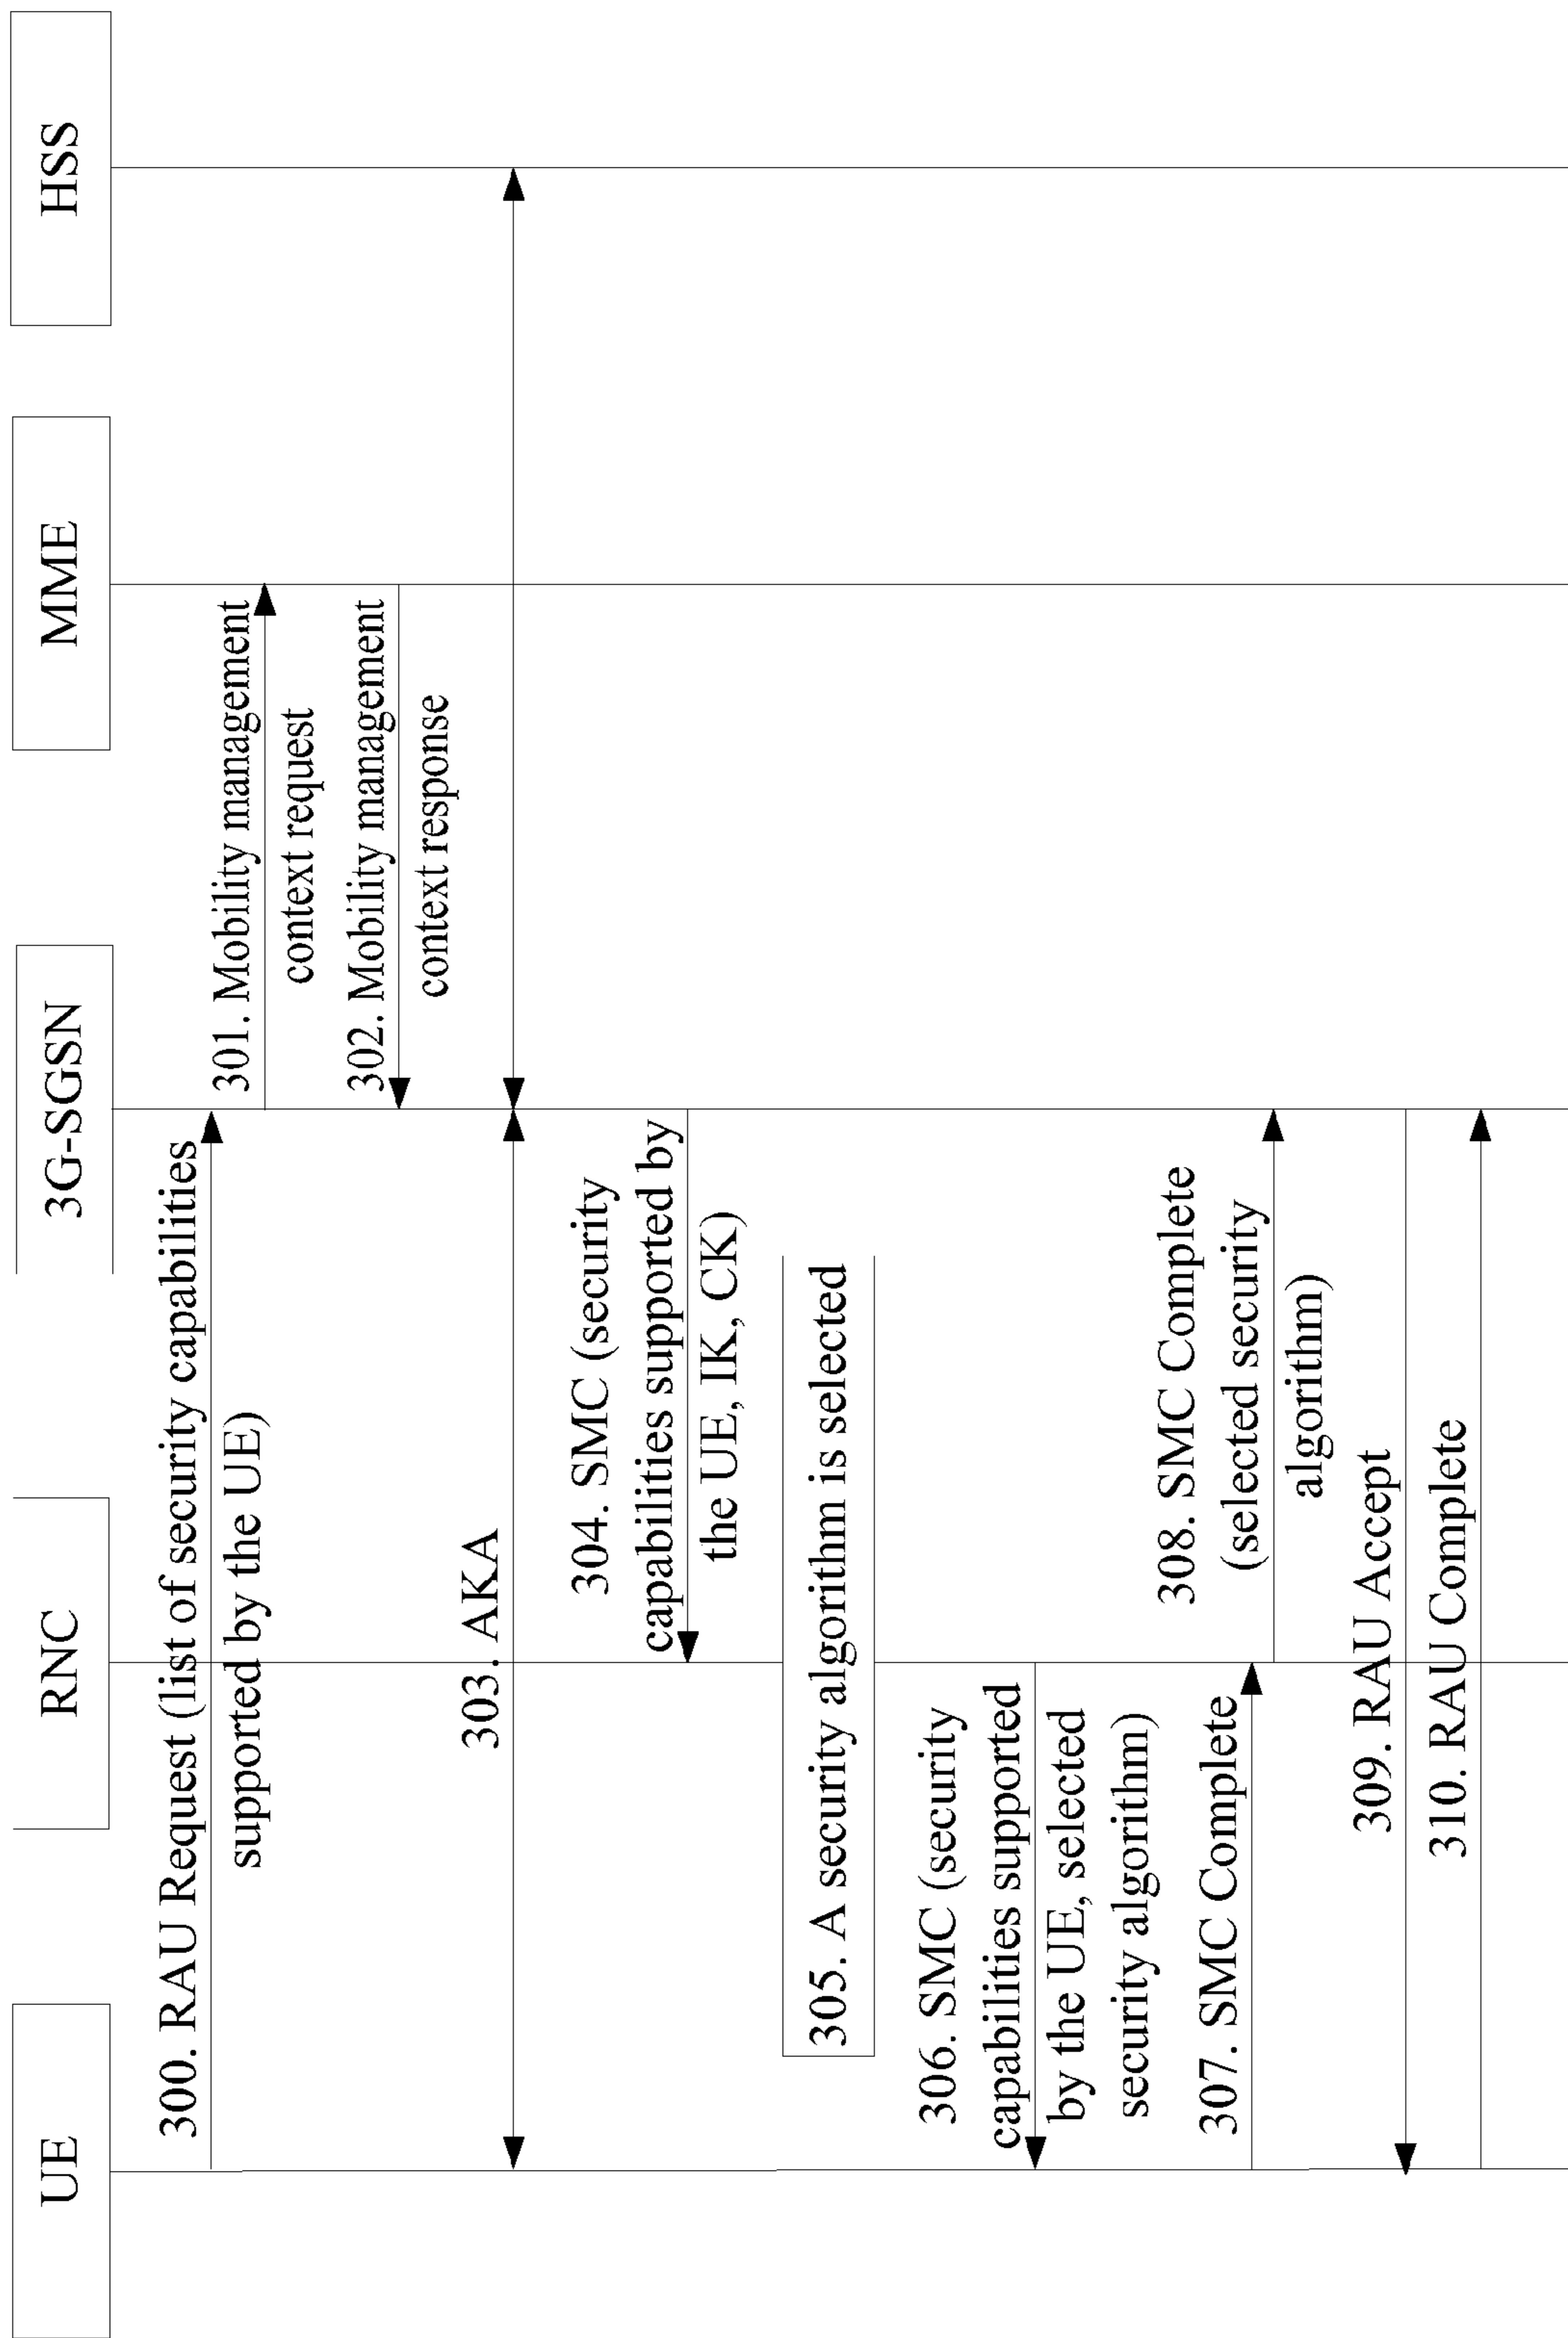 UE
RNC
3G-SGSN
MME
HSS
300. RAU Request (list of security capabilities
supported by the UE)
301. Mobility management
context request
302. Mobility management
context response
303. AKA
304. SMC (security
capabilities supported by
the UE, IK, CK)
305. A security algorithm is selected
306. SMC (security
capabilities supported
by the UE, selected
security algorithm)
307. SMC Complete
308. SMC Complete
(selected security
algorithm)
309. RAU Accept
310. RAU Complete